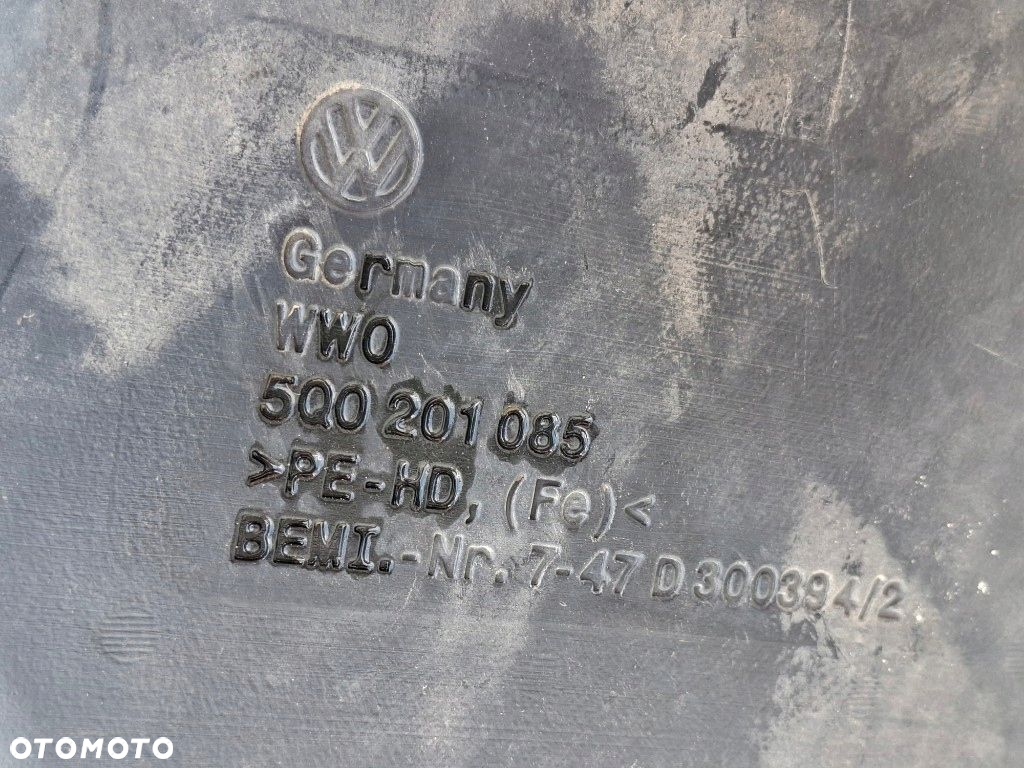 Germany
WWO
5Q0 201 085
>PE-HD, (Fe)<
BEMI.-Nr. 7-47 D 300394/2
OTOMOTO